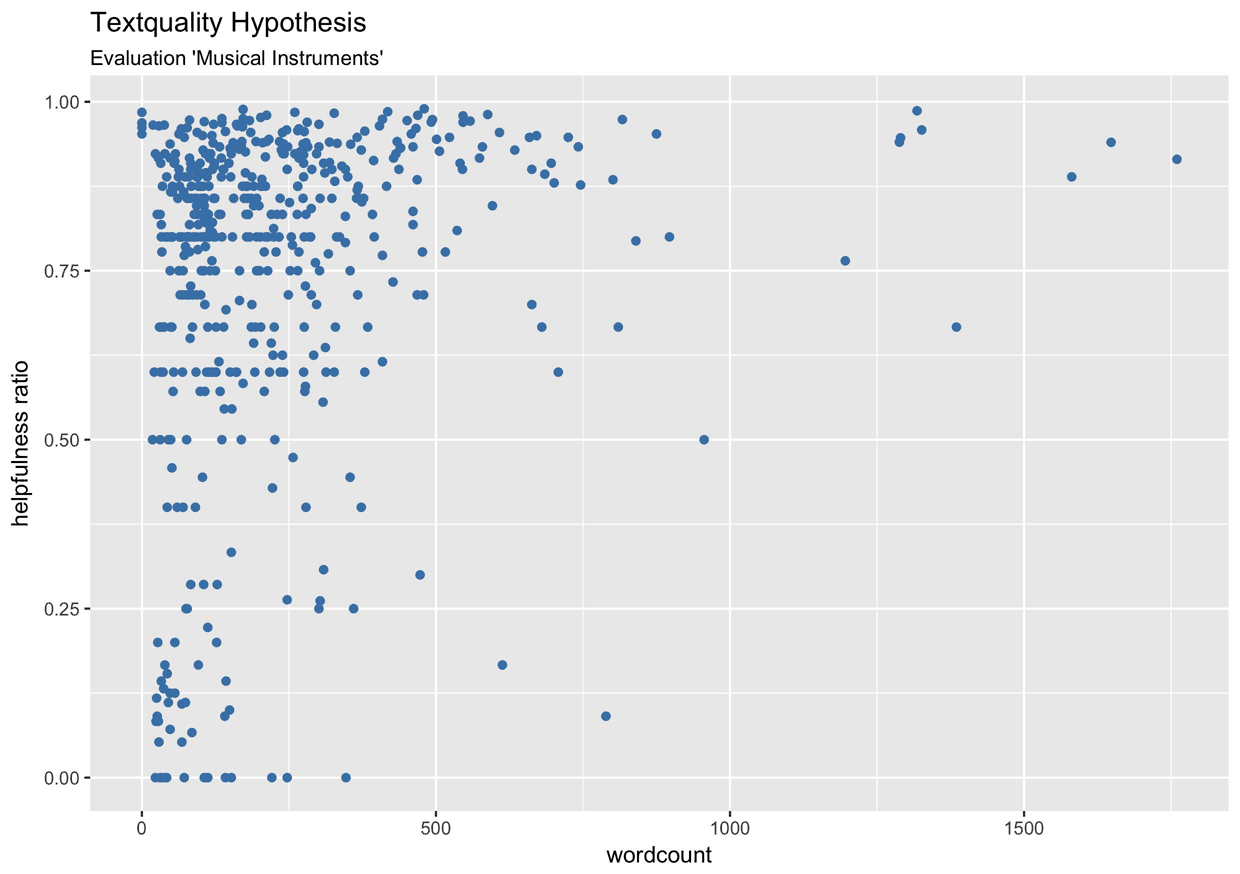 Textquality Hypothesis
Evaluation 'Musical Instruments'
1.00
0.75
0.50
0.25
0.00
helpfulness ratio
0 500 1000 1500
wordcount